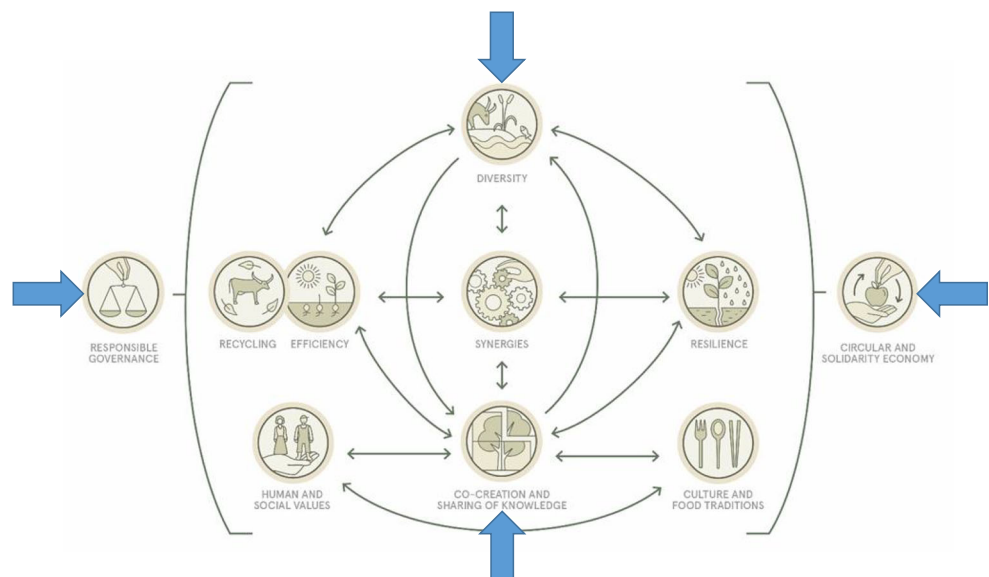 DIVERSITY
RESPONSIBLE
GOVERNANCE
RECYCLING
EFFICIENCY
SYNERGIES
RESILIENCE
CIRCULAR AND
SOLIDARITY ECONOMY
HUMAN AND
SOCIAL VALUES
CO-CREATION AND
SHARING OF KNOWLEDGE
CULTURE AND
FOOD TRADITIONS